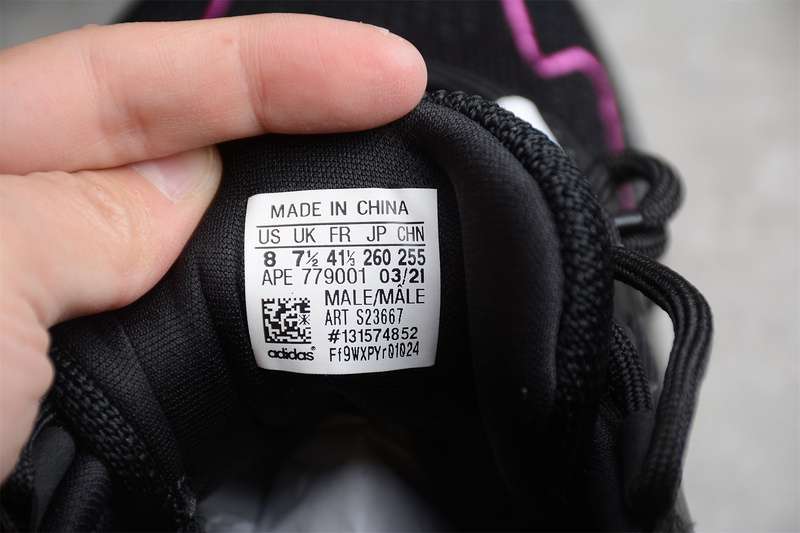 MADE IN CHINA
US UK FR JP CHN
8 7½ 41⅓ 260 255
APE 779001 03/21
MALE/MÂLE
ART S23667
#131574852
adidas® Ff9WXPYr01024